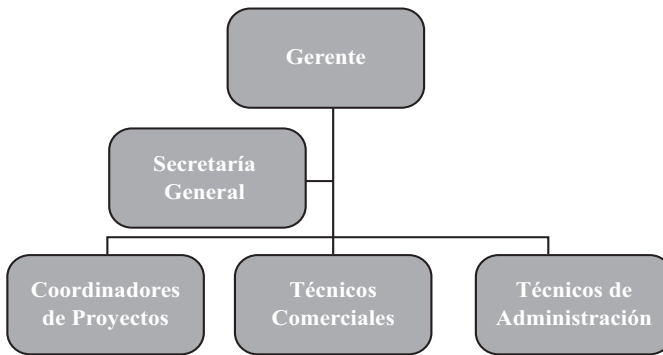 Gerente
Secretaría
General
Coordinadores
de Proyectos
Técnicos
Comerciales
Técnicos de
Administración